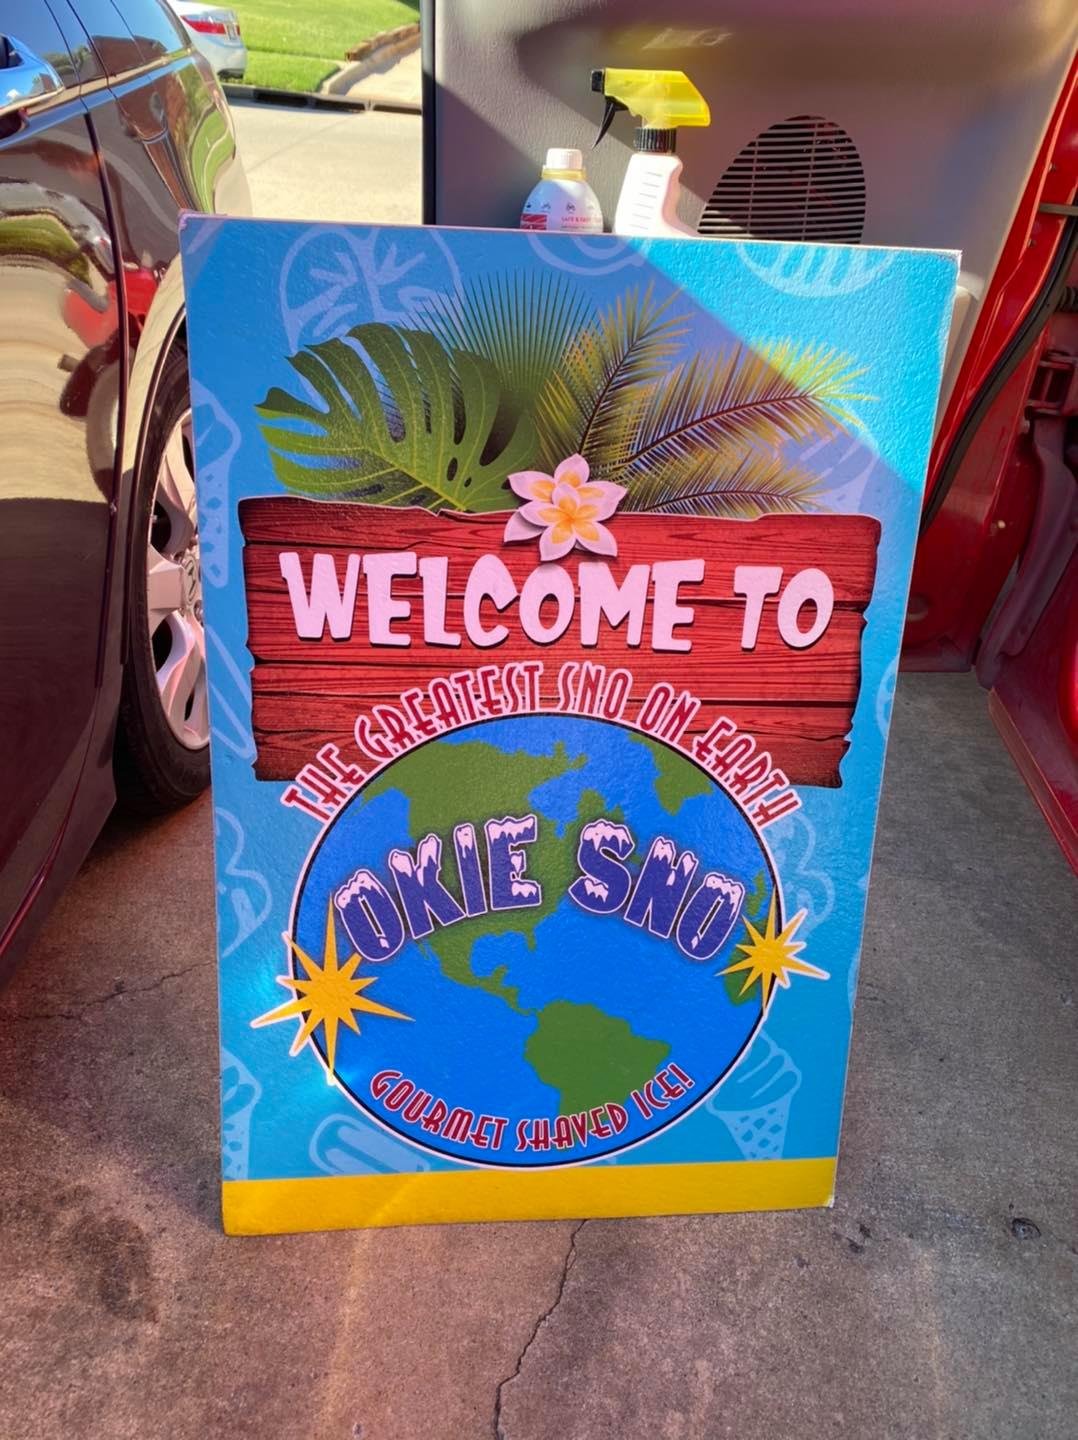 WELCOME TO
THE GREATEST SNO ON EARTH
OKIE SNO
GOURMET SHAVED ICE!